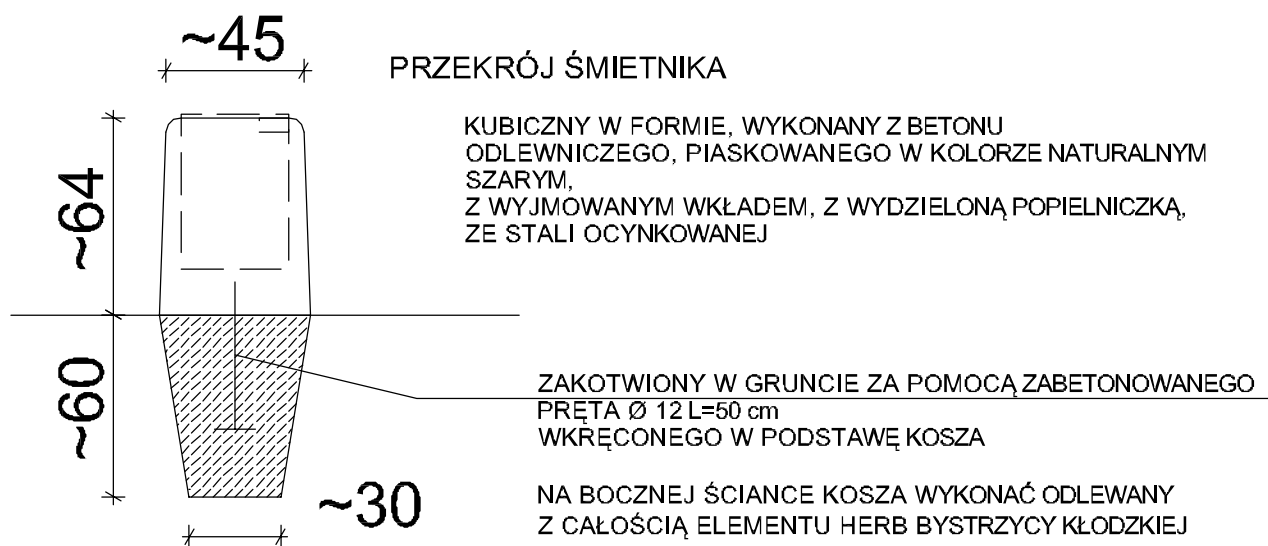 ~45
PRZEKRÓJ ŚMIETNIKA
KUBICZNY W FORMIE, WYKONANY Z BETONU
ODLEWNICZEGO, PIASKOWANEGO W KOLORZE NATURALNYM
SZARYM,
Z WYJMOWANYM WKŁADEM, Z WYDZIELONĄ POPIELNICZKĄ,
ZE STALI OCYNKOWANEJ
~64
~60
ZAKOTWIONY W GRUNCIE ZA POMOCĄ ZABETONOWANEGO
PRĘTA Ø 12 L=50 cm
WKRĘCONEGO W PODSTAWĘ KOSZA
~30
NA BOCZNEJ ŚCIANCE KOSZA WYKONAĆ ODLEWANY
Z CAŁOŚCIĄ ELEMENTU HERB BYSTRZYCY KŁODZKIEJ